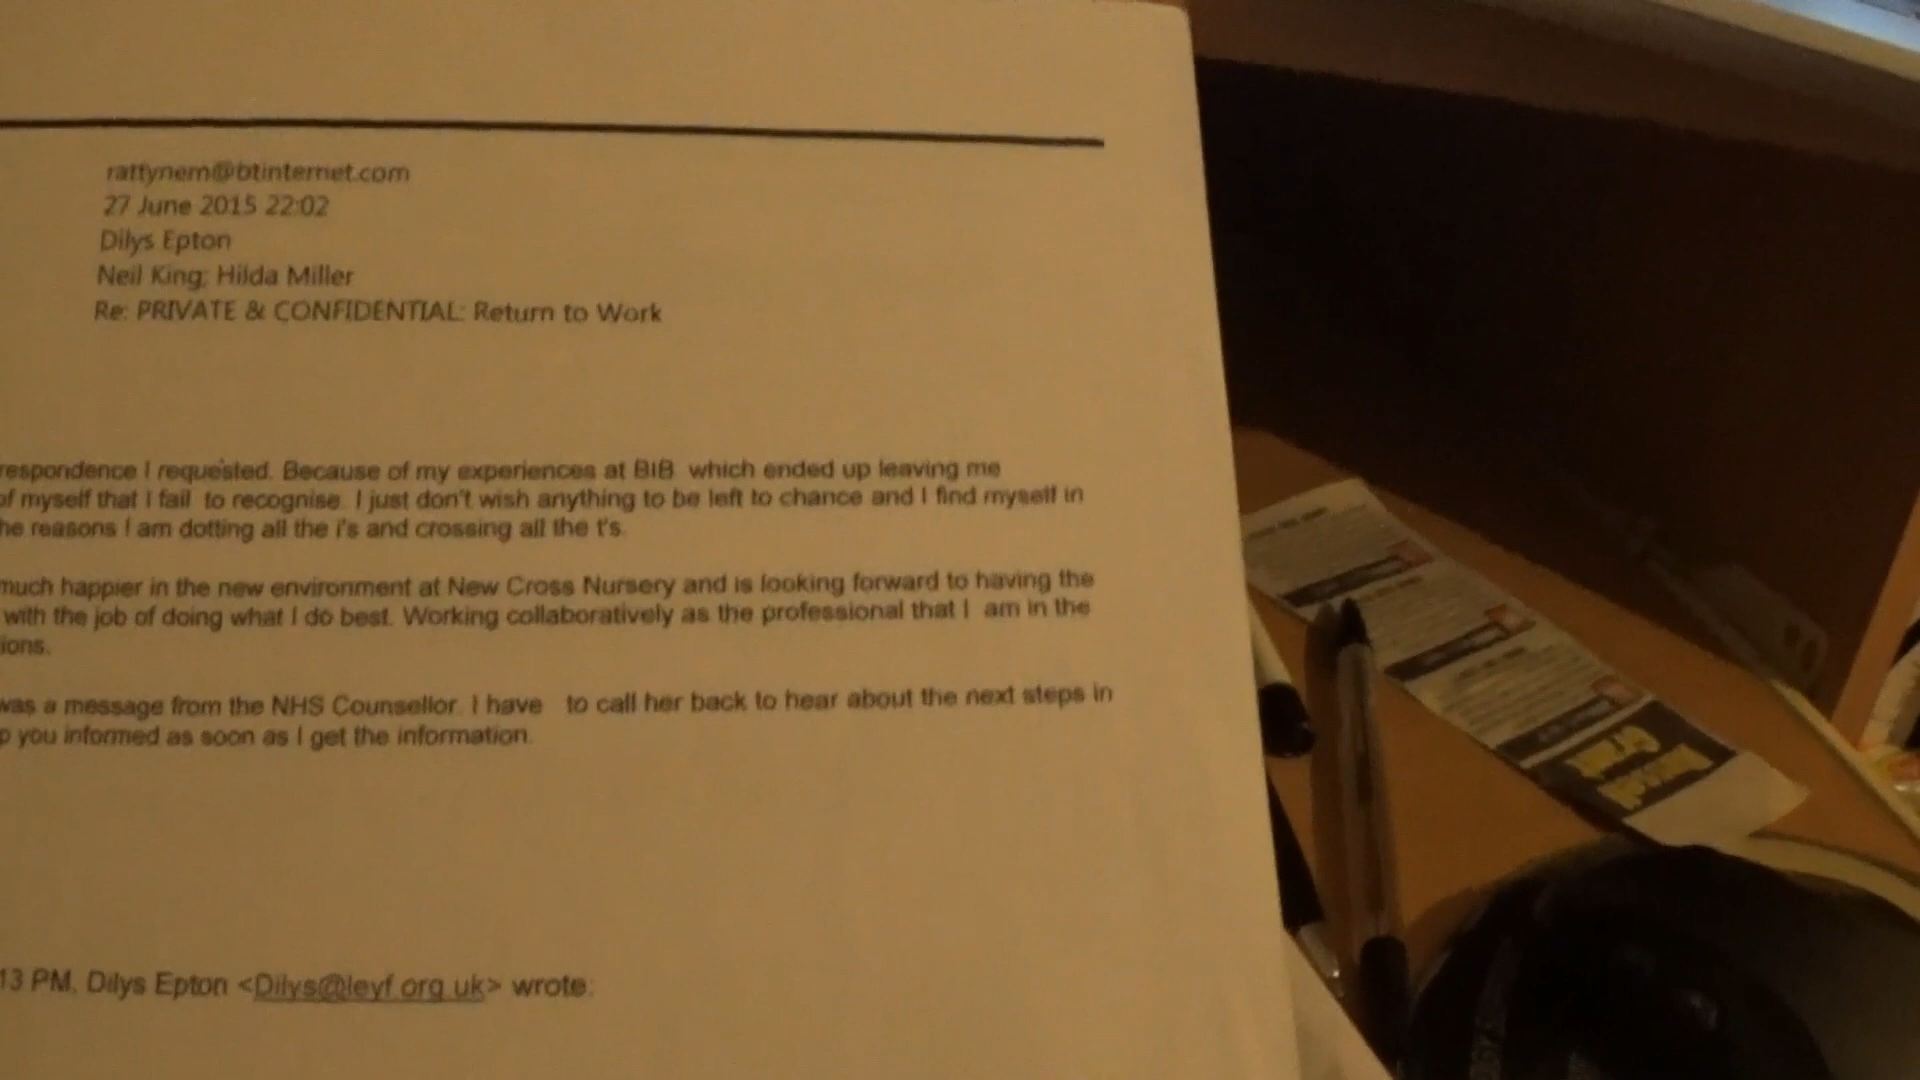 rattynem@btinternet.com
27 June 2015 22:02
Dilys Epton
Neil King; Hilda Miller
Re: PRIVATE & CONFIDENTIAL: Return to Work
respondence I requested. Because of my experiences at BIB which ended up leaving me
of myself that I fail to recognise. I just don't wish anything to be left to chance and I find myself in
he reasons I am dotting all the i's and crossing all the t's.
much happier in the new environment at New Cross Nursery and is looking forward to having the
with the job of doing what I do best. Working collaboratively as the professional that I am in the
ions.
was a message from the NHS Counsellor. I have to call her back to hear about the next steps in
p you informed as soon as I get the information.
13 PM, Dilys Epton <Dilys@leyf.org.uk> wrote: